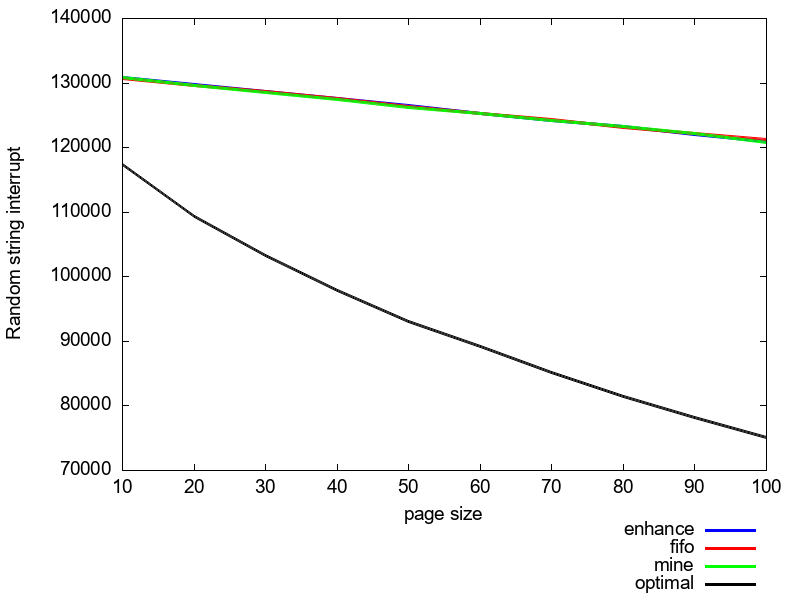 140000
130000
120000
110000
100000
90000
80000
70000
Random string interrupt
10 20 30 40 50 60 70 80 90 100
page size
enhance
fifo
mine
optimal